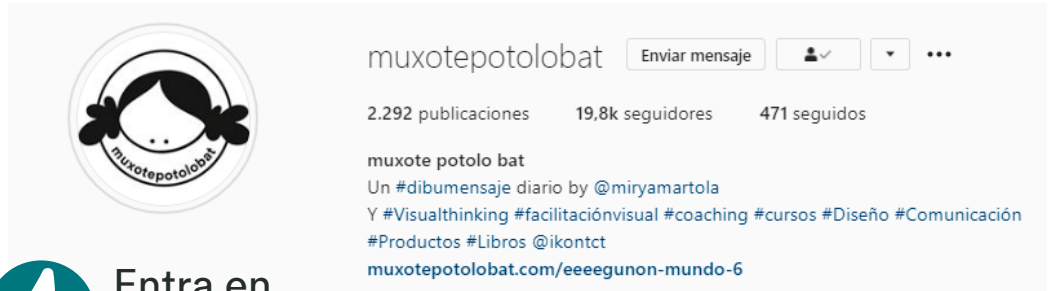 muxotepotolobat Enviar mensaje
2.292 publicaciones 19,8k seguidores 471 seguidos
muxote potolo bat
Un #dibumensaje diario by @miryamartola
Y #Visualthinking #facilitaciónvisual #coaching #cursos #Diseño #Comunicación
#Productos #Libros @ikontct
muxotepotolobat.com/eeeegunon-mundo-6
muxotepotolobat
Entra en